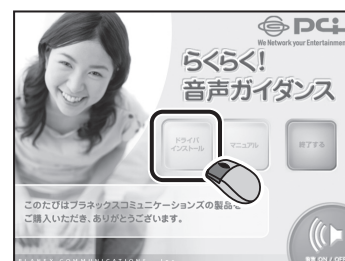 PCi
We Network your Entertainment
らくらく!
音声ガイダンス
ドライバ
インストール
マニュアル
終了する
このたびはプラネックスコミュニケーションズの製品を
ご購入いただき、ありがとうございます。
音声 ON / OFF